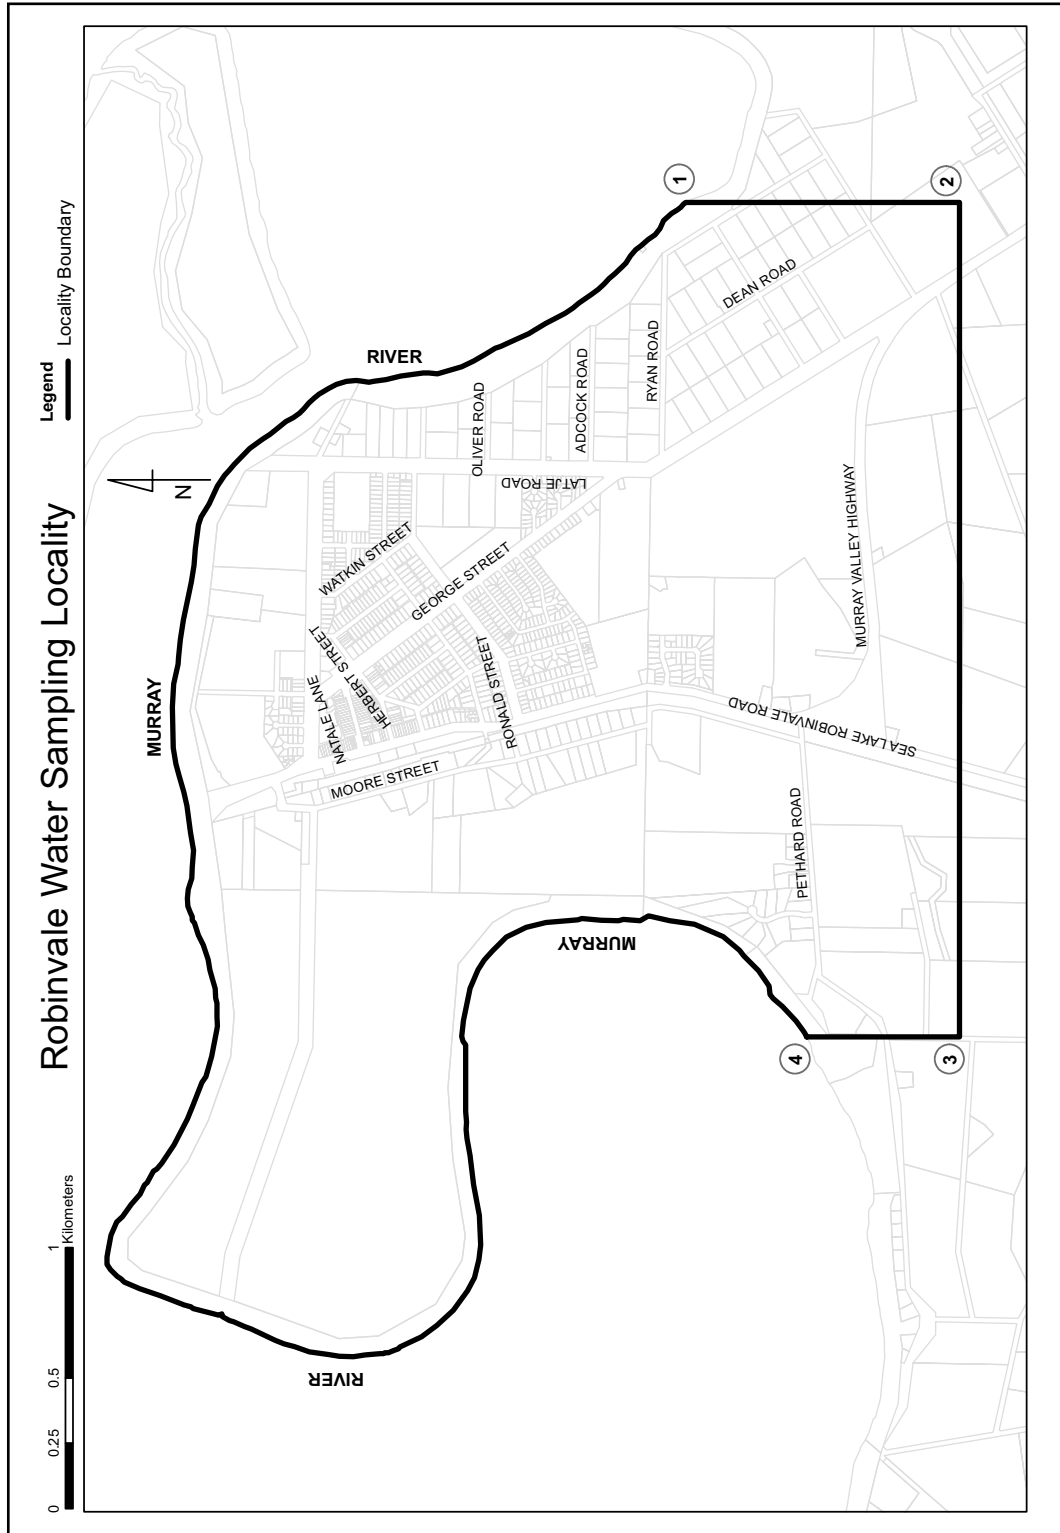 Robinvale Water Sampling Locality
0 0.25 0.5 1
Kilometers
Legend
Locality Boundary
N
MURRAY
RIVER
RIVER
MURRAY
1
2
3
4
WATKIN STREET
GEORGE STREET
HERBERT STREET
NATALE LANE
RONALD STREET
MOORE STREET
LATJE ROAD
OLIVER ROAD
ADCOCK ROAD
RYAN ROAD
DEAN ROAD
MURRAY VALLEY HIGHWAY
SEA LAKE ROBINVALE ROAD
PETHARD ROAD